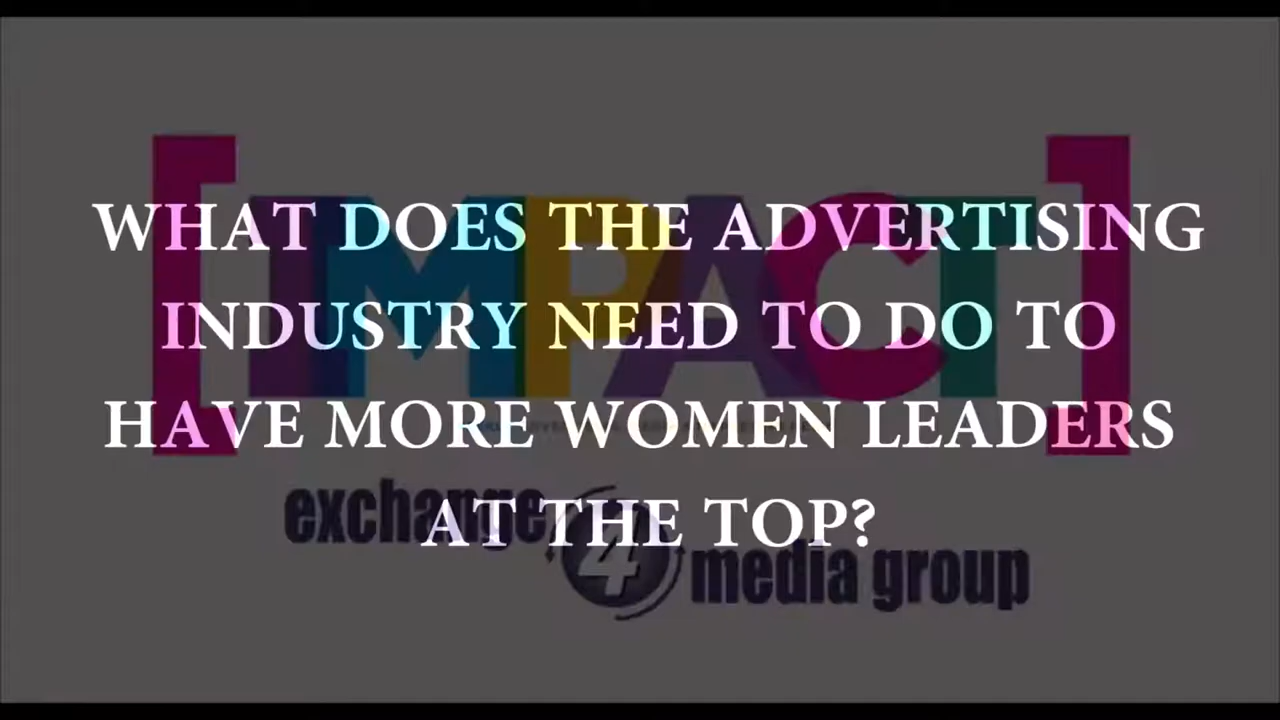 WHAT DOES THE ADVERTISING
INDUSTRY NEED TO DO TO
HAVE MORE WOMEN LEADERS
AT THE TOP?
[IMPACT]
exchange
4
media group